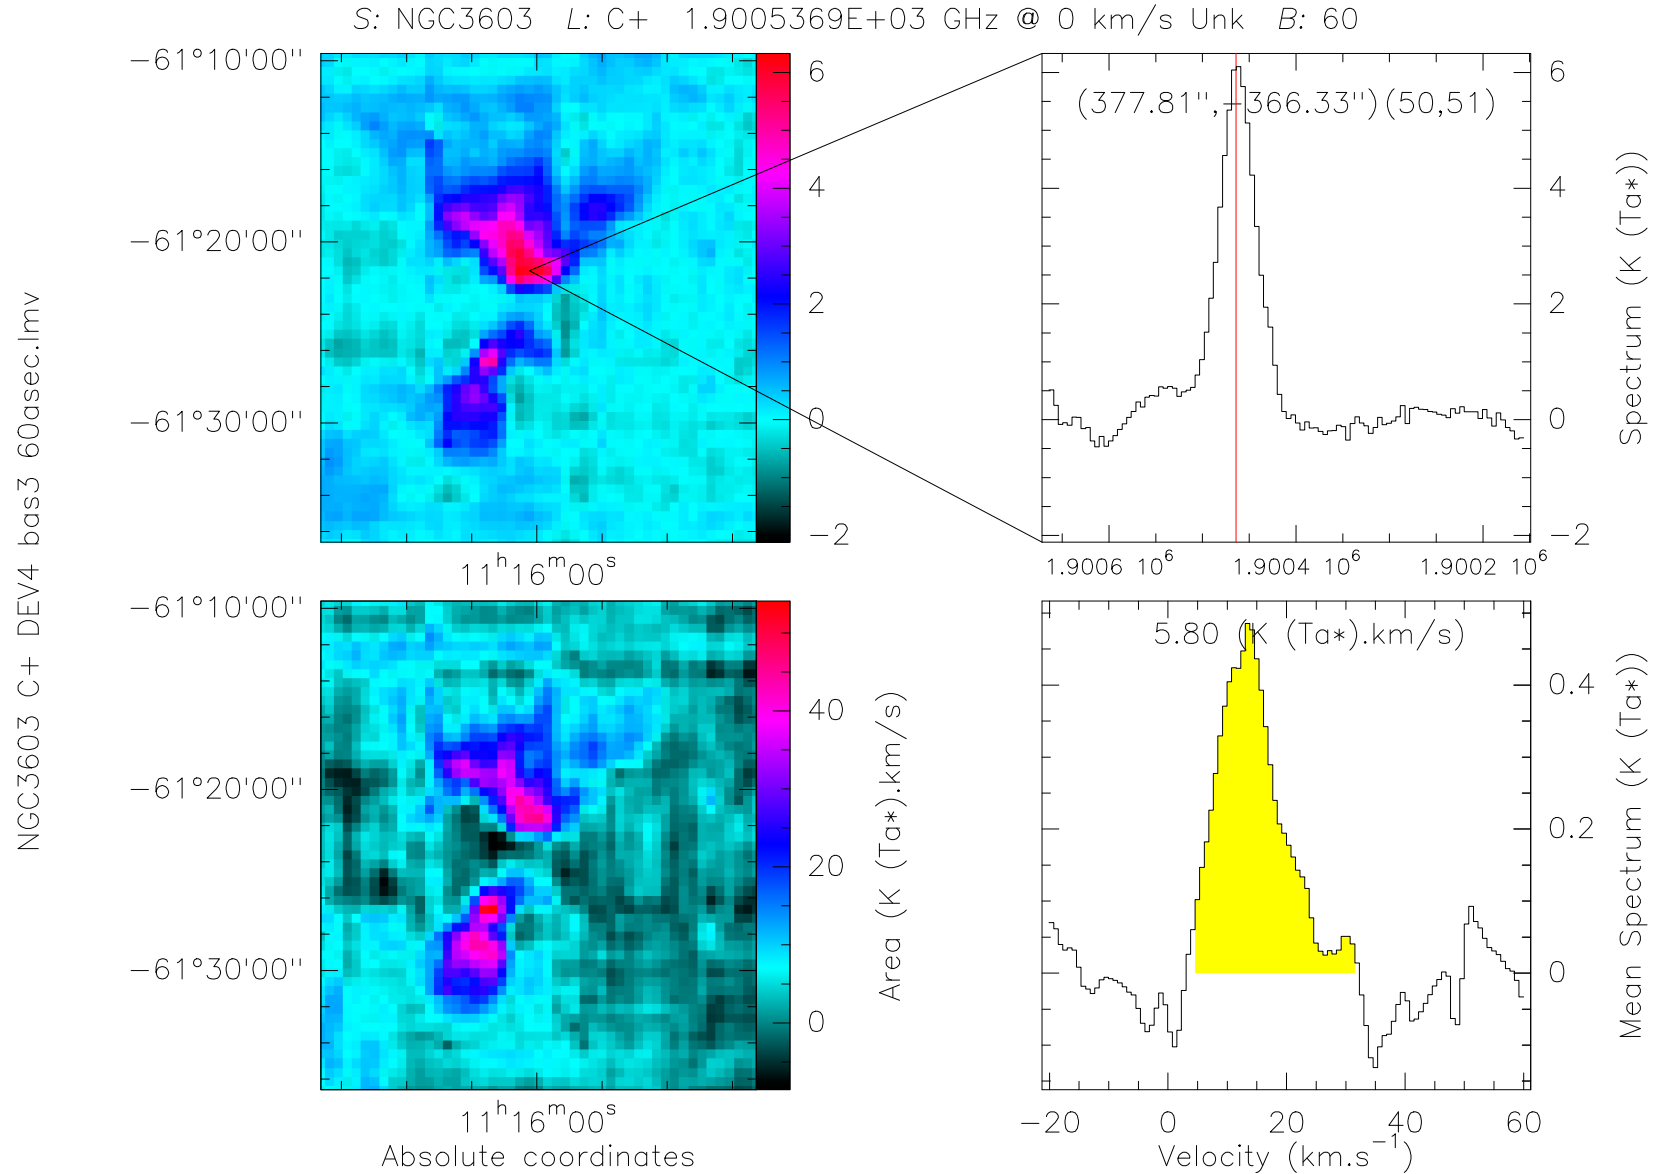 S: NGC3603 L: C+ 1.9005369E+03 GHz @ 0 km/s Unk B: 60
NGC3603 C+ DEV4 bas3 60asec.lmv
-61°10'00"
-61°20'00"
-61°30'00"
11h16m00s
6
4
2
0
-2
(377.81",-366.33")(50,51)
6
4
2
0
-2
Spectrum (K (Ta*))
1.9006 10^6 1.9004 10^6 1.9002 10^6
-61°10'00"
-61°20'00"
-61°30'00"
11h16m00s
Absolute coordinates
40
20
0
Area (K (Ta*).km/s)
5.80 (K (Ta*).km/s)
0.4
0.2
0
Mean Spectrum (K (Ta*))
-20 0 20 40 60
Velocity (km.s^-1)